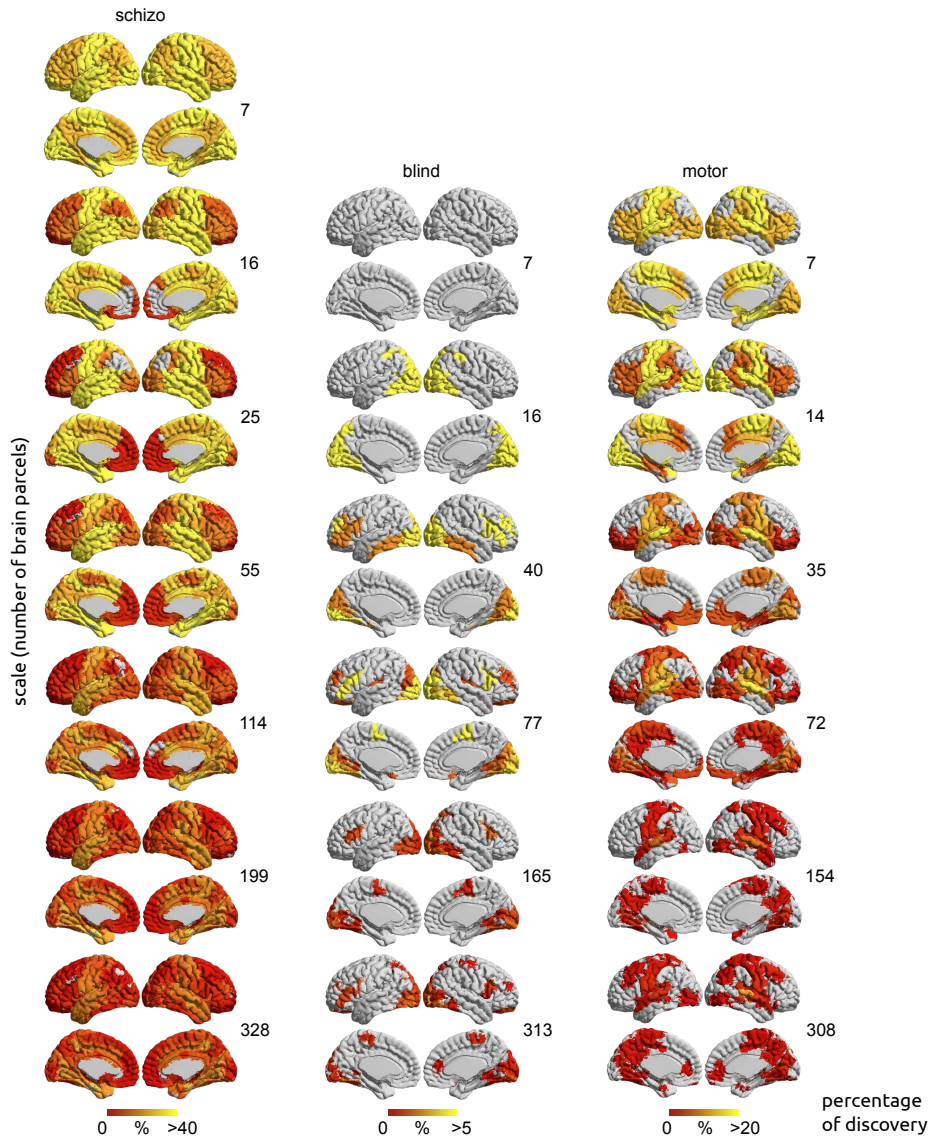 schizo
7
blind
motor
16
7
7
25
16
14
55
40
35
114
77
72
199
165
154
328
313
308
scale (number of brain parcels)
0 % >40
0 % >5
0 % >20
percentage
of discovery